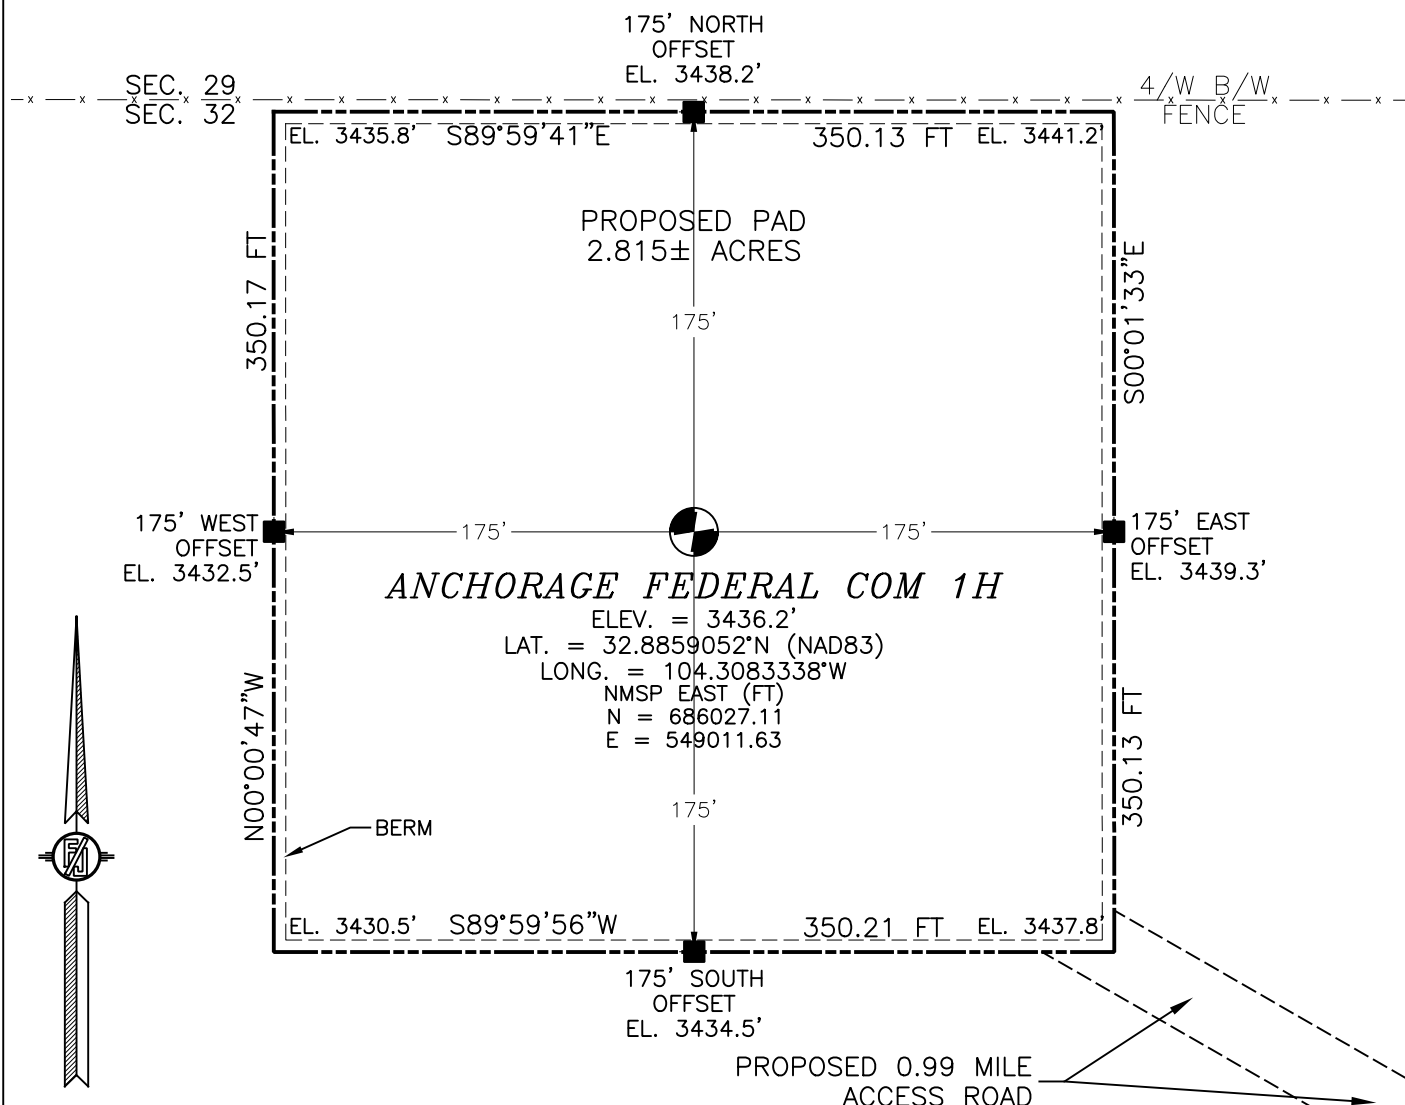 175' NORTH
OFFSET
EL. 3438.2'
SEC. 29
SEC. 32
4/W B/W
FENCE
EL. 3435.8' S89°59'41"E 350.13 FT EL. 3441.2'
PROPOSED PAD
2.815± ACRES
350.17 FT
S00°01'33"E
175'
175' WEST
OFFSET
EL. 3432.5'
175'
175'
175' EAST
OFFSET
EL. 3439.3'
ANCHORAGE FEDERAL COM 1H
ELEV. = 3436.2'
LAT. = 32.8859052°N (NAD83)
LONG. = 104.3083338°W
NMSP EAST (FT)
N = 686027.11
E = 549011.63
N00°00'47"W
350.13 FT
175'
BERM
FJ
EL. 3430.5' S89°59'56"W 350.21 FT EL. 3437.8'
175' SOUTH
OFFSET
EL. 3434.5'
PROPOSED 0.99 MILE
ACCESS ROAD